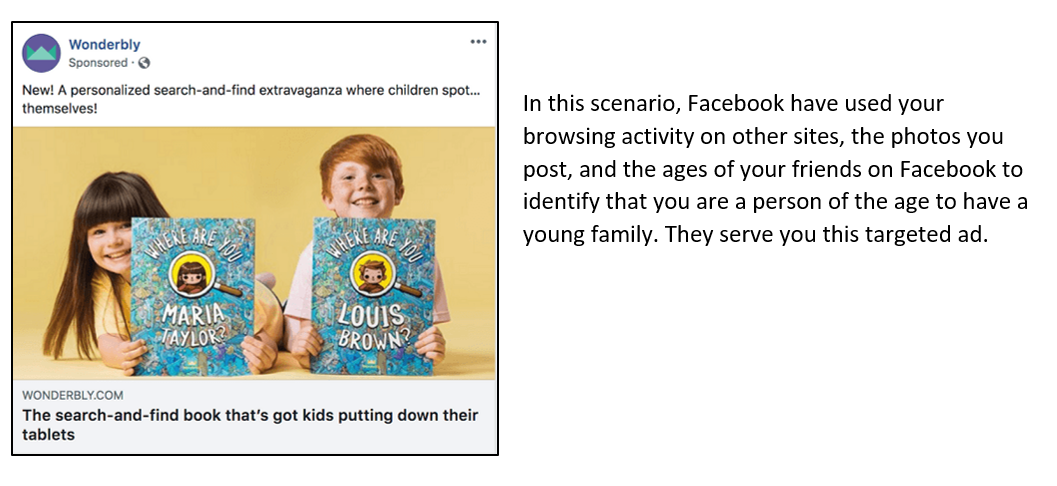 Wonderbly
Sponsored ·
New! A personalized search-and-find extravaganza where children spot...
themselves!
WHERE ARE YOU
MARIA
TAYLOR?
WHERE ARE YOU
LOUIS
BROWN?
WONDERBLY.COM
The search-and-find book that's got kids putting down their
tablets
In this scenario, Facebook have used your
browsing activity on other sites, the photos you
post, and the ages of your friends on Facebook to
identify that you are a person of the age to have a
young family. They serve you this targeted ad.